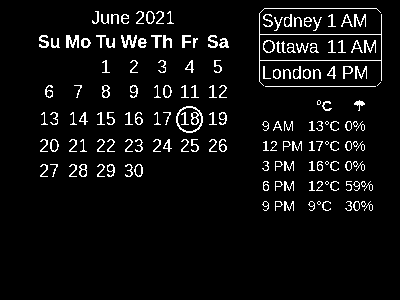 June 2021
Su Mo Tu We Th Fr Sa
1 2 3 4 5
6 7 8 9 10 11 12
13 14 15 16 17 18 19
20 21 22 23 24 25 26
27 28 29 30
Sydney 1 AM
Ottawa 11 AM
London 4 PM
°C ☂
9 AM 13°C 0%
12 PM 17°C 0%
3 PM 16°C 0%
6 PM 12°C 59%
9 PM 9°C 30%